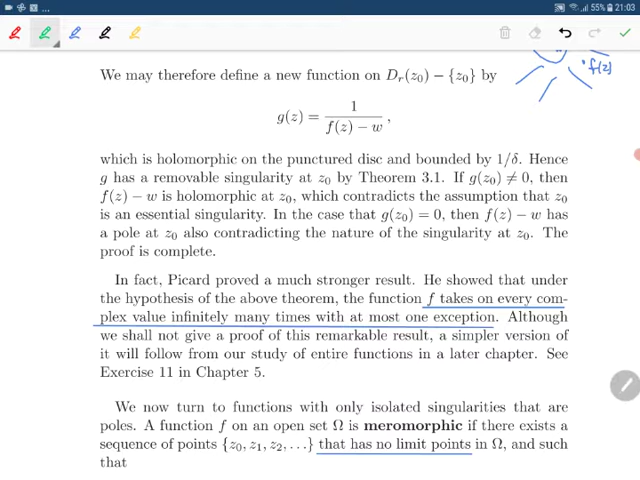 55% 21:03
f(z)
We may therefore define a new function on D_r(z_0) − {z_0} by
g(z) = 1 / (f(z) − w) ,
which is holomorphic on the punctured disc and bounded by 1/δ. Hence
g has a removable singularity at z_0 by Theorem 3.1. If g(z_0) ≠ 0, then
f(z) − w is holomorphic at z_0, which contradicts the assumption that z_0
is an essential singularity. In the case that g(z_0) = 0, then f(z) − w has
a pole at z_0 also contradicting the nature of the singularity at z_0. The
proof is complete.
In fact, Picard proved a much stronger result. He showed that under
the hypothesis of the above theorem, the function f takes on every com-
plex value infinitely many times with at most one exception. Although
we shall not give a proof of this remarkable result, a simpler version of
it will follow from our study of entire functions in a later chapter. See
Exercise 11 in Chapter 5.
We now turn to functions with only isolated singularities that are
poles. A function f on an open set Ω is meromorphic if there exists a
sequence of points {z_0, z_1, z_2, . . .} that has no limit points in Ω, and such
that